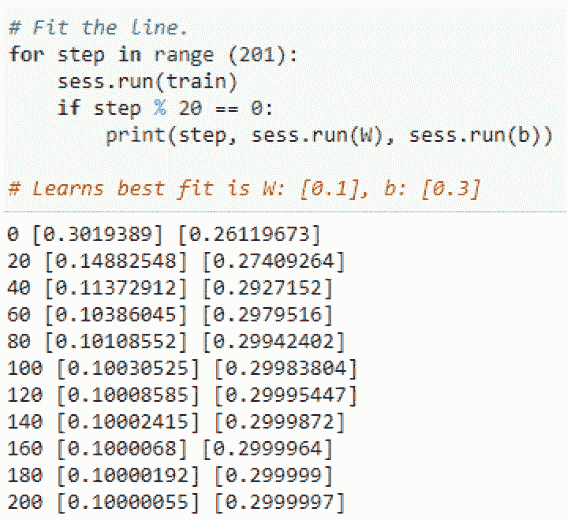 # Fit the line.
for step in range (201):
    sess.run(train)
    if step % 20 == 0:
        print(step, sess.run(W), sess.run(b))
# Learns best fit is W: [0.1], b: [0.3]
0 [0.3019389] [0.26119673]
20 [0.14882548] [0.27409264]
40 [0.11372912] [0.2927152]
60 [0.10386045] [0.2979516]
80 [0.10108552] [0.29942402]
100 [0.10030525] [0.29983804]
120 [0.10008585] [0.29995447]
140 [0.10002415] [0.2999872]
160 [0.1000068] [0.2999964]
180 [0.10000192] [0.299999]
200 [0.10000055] [0.2999997]